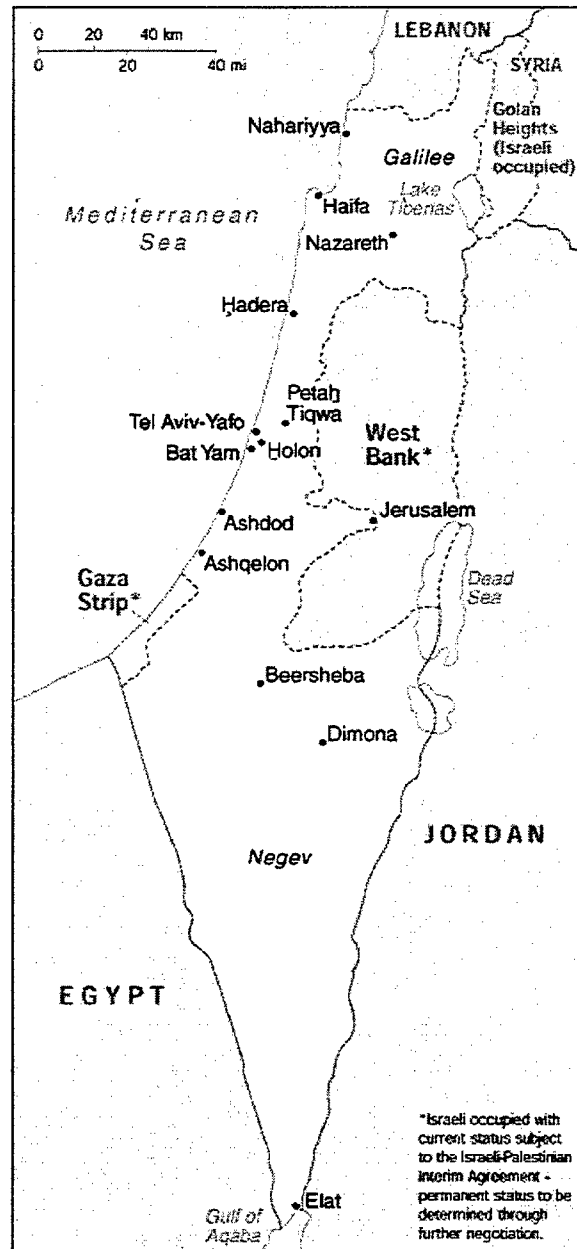 0 20 40 km
0 20 40 mi
LEBANON
SYRIA
Golan
Heights
(Israeli
occupied)
Nahariyya
Galilee
Lake
Tiberias
Haifa
Mediterranean
Sea
Nazareth
Hadera
Petah
Tiqwa
Tel Aviv-Yafo
Bat Yam
Holon
West
Bank*
Jerusalem
Ashdod
Ashqelon
Gaza
Strip*
Dead
Sea
Beersheba
Dimona
JORDAN
Negev
EGYPT
*Israeli occupied with
current status subject
to the Israeli-Palestinian
Interim Agreement -
permanent status to be
determined through
further negotiation.
Elat
Gulf of
Aqaba